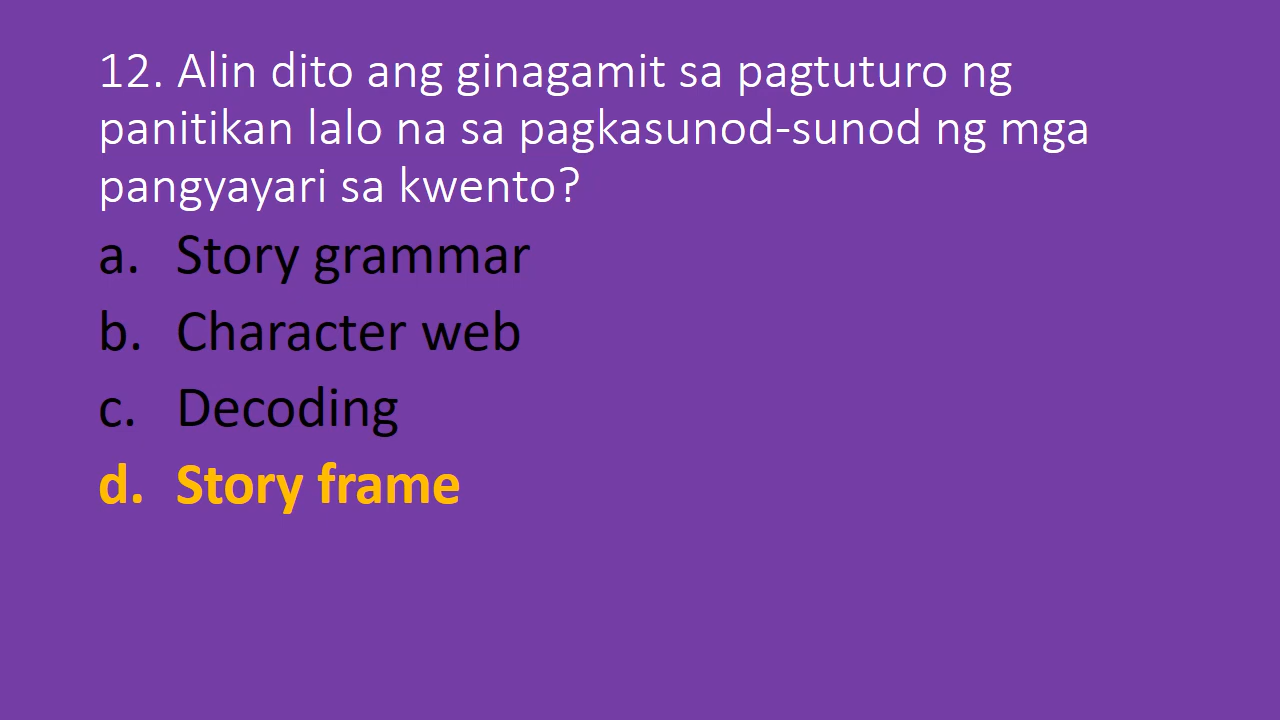 12. Alin dito ang ginagamit sa pagtuturo ng
panitikan lalo na sa pagkasunod-sunod ng mga
pangyayari sa kwento?
a. Story grammar
b. Character web
c. Decoding
d. Story frame